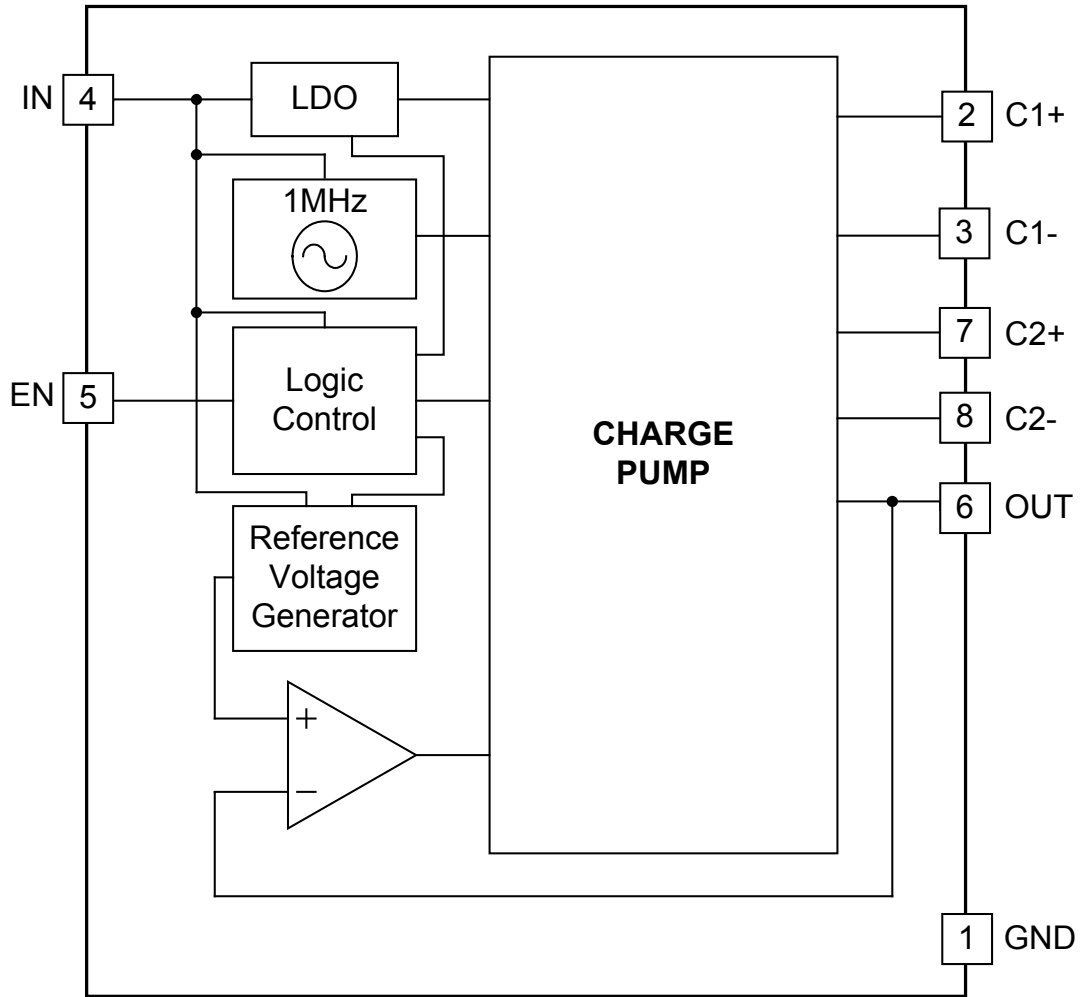 IN 4
LDO
2 C1+
1MHz
3 C1-
7 C2+
EN 5
Logic
Control
8 C2-
CHARGE
PUMP
6 OUT
Reference
Voltage
Generator
+
−
1 GND